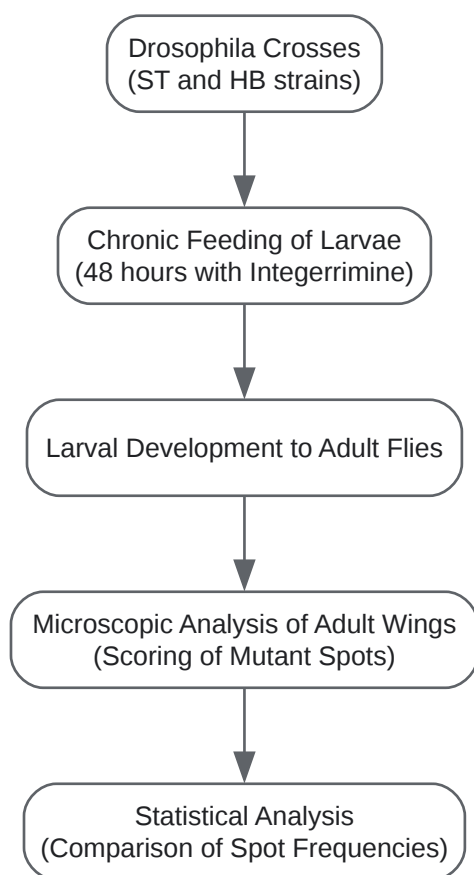 Drosophila Crosses
(ST and HB strains)
Chronic Feeding of Larvae
(48 hours with Integerrimine)
Larval Development to Adult Flies
Microscopic Analysis of Adult Wings
(Scoring of Mutant Spots)
Statistical Analysis
(Comparison of Spot Frequencies)